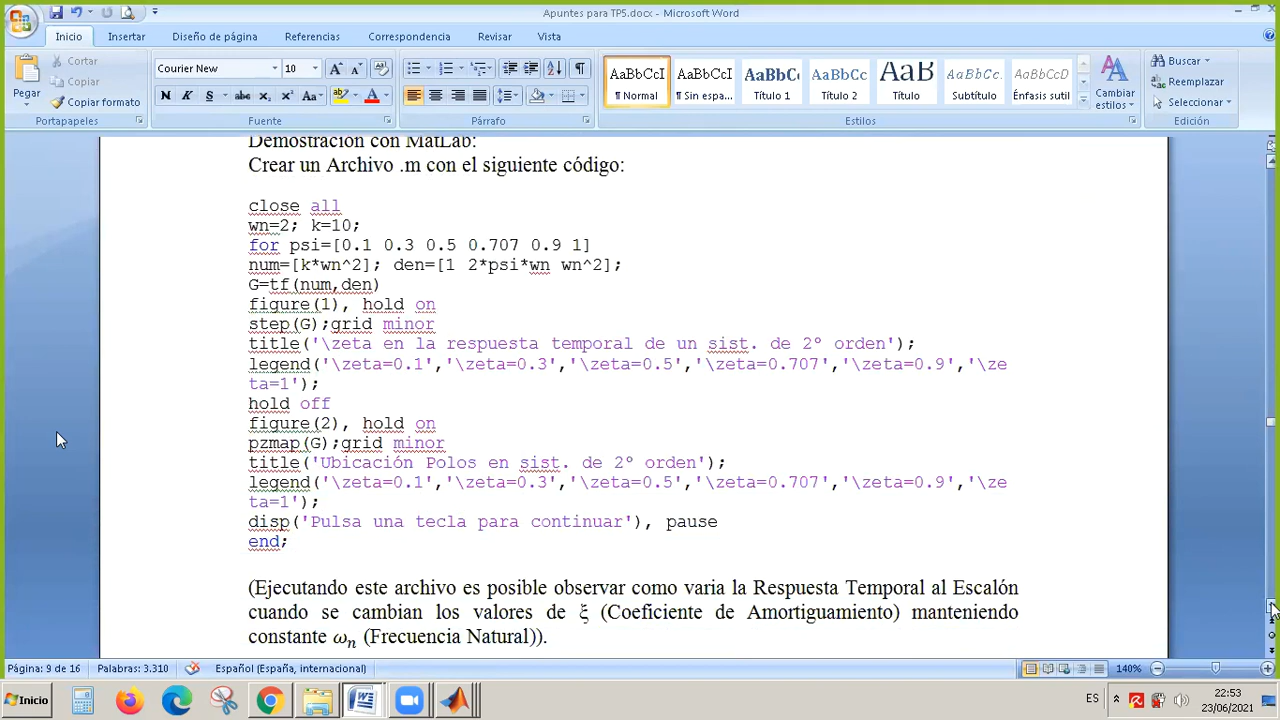 Apuntes para TP5.docx - Microsoft Word
Inicio Insertar Diseño de página Referencias Correspondencia Revisar Vista
Pegar
Cortar
Copiar
Copiar formato
Portapapeles
Courier New 10
N K S abc x₂ x² Aa
Fuente
Párrafo
AaBbCcI AaBbCcI AaBbC AaBbCc AaB AaBbCc. AaBbCcI
¶ Normal ¶ Sin espa... Título 1 Título 2 Título Subtítulo Énfasis sutil
Cambiar estilos
Estilos
Buscar
Reemplazar
Seleccionar
Edición
Demostración con MatLab:
Crear un Archivo .m con el siguiente código:
close all
wn=2; k=10;
for psi=[0.1 0.3 0.5 0.707 0.9 1]
num=[k*wn^2]; den=[1 2*psi*wn wn^2];
G=tf(num,den)
figure(1), hold on
step(G);grid minor
title('\zeta en la respuesta temporal de un sist. de 2° orden');
legend('\zeta=0.1','\zeta=0.3','\zeta=0.5','\zeta=0.707','\zeta=0.9','\ze
ta=1');
hold off
figure(2), hold on
pzmap(G);grid minor
title('Ubicación Polos en sist. de 2° orden');
legend('\zeta=0.1','\zeta=0.3','\zeta=0.5','\zeta=0.707','\zeta=0.9','\ze
ta=1');
disp('Pulsa una tecla para continuar'), pause
end;
(Ejecutando este archivo es posible observar como varia la Respuesta Temporal al Escalón
cuando se cambian los valores de ξ (Coeficiente de Amortiguamiento) manteniendo
constante ωn (Frecuencia Natural)).
Página: 9 de 16 Palabras: 3.310 Español (España, internacional) 140%
Inicio ES 22:53
23/06/2021